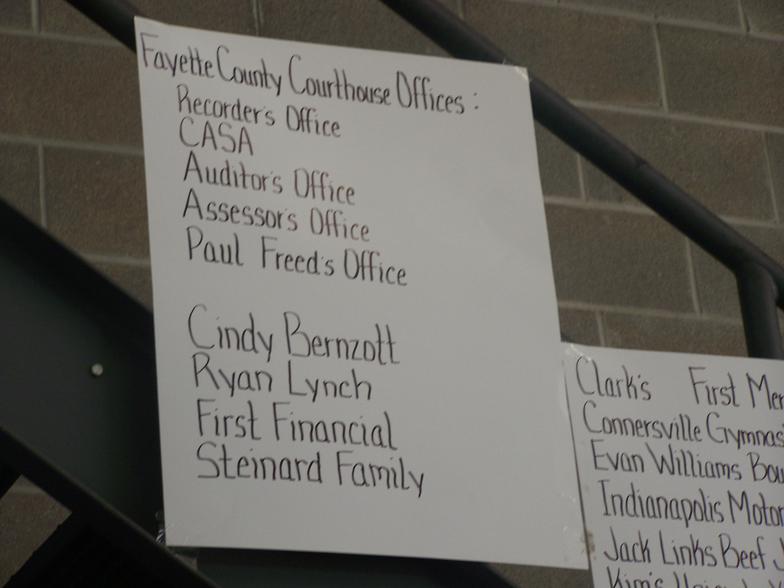 Fayette County Courthouse Offices :
Recorder's Office
CASA
Auditor's Office
Assessor's Office
Paul Freed's Office
Cindy Bernzott
Ryan Lynch
First Financial
Steinard Family
Clark's First Mer
Connersville Gymnas
Evan Williams Bou
Indianapolis Motor
Jack Links Beef J